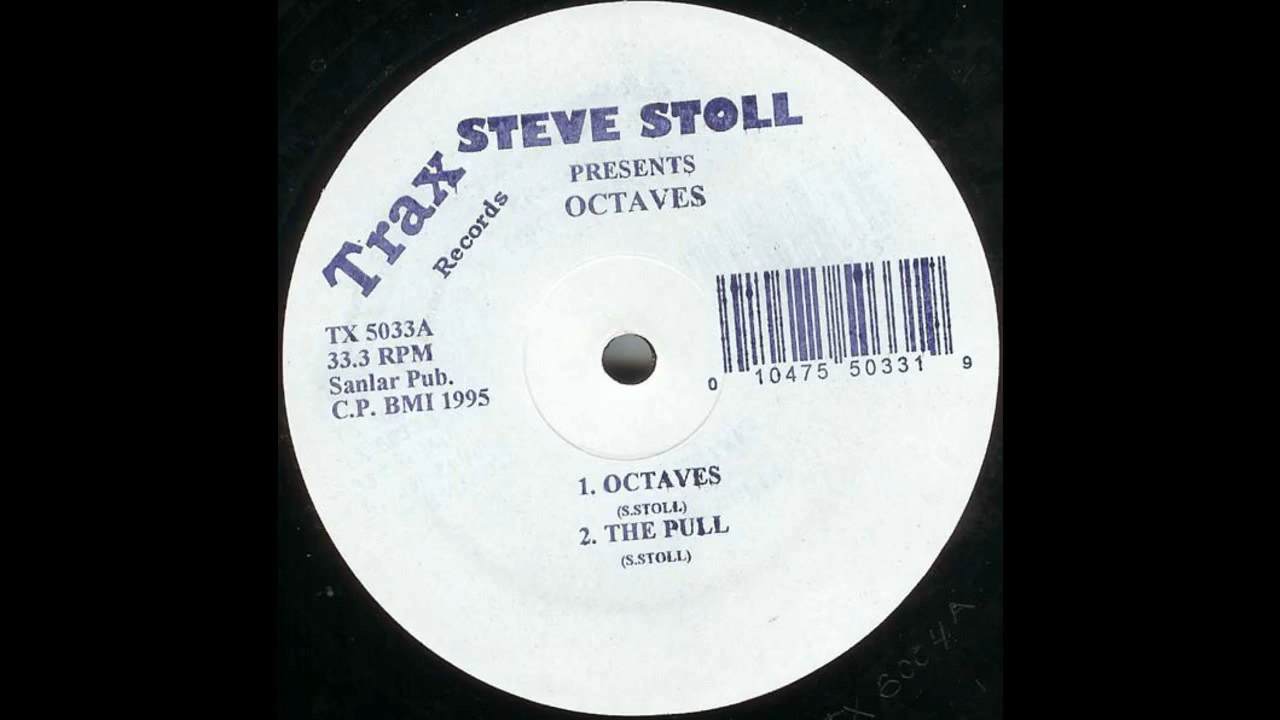 STEVE STOLL
PRESENTS
OCTAVES
Trax
Records
TX 5033A
33.3 RPM
Sanlar Pub.
C.P. BMI 1995
0 10475 50331 9
1. OCTAVES
(S.STOLL)
2. THE PULL
(S.STOLL)